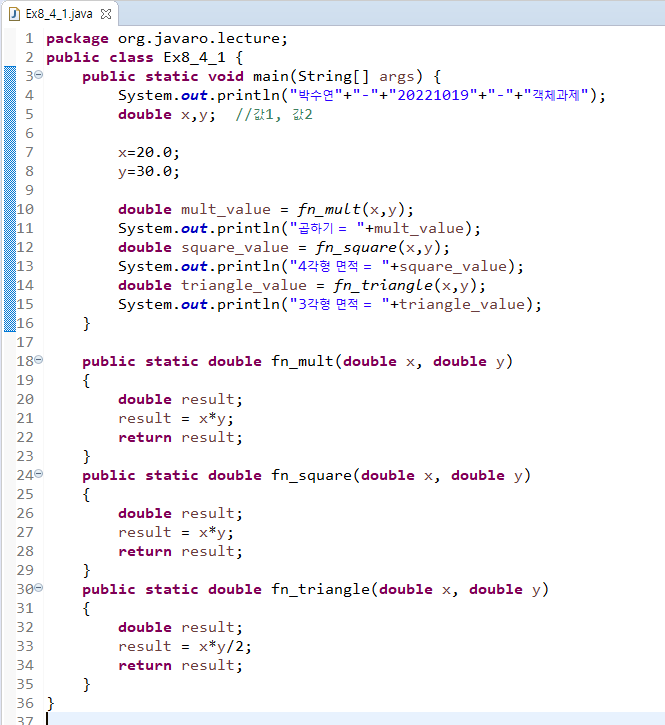 Ex8_4_1.java
1 package org.javaro.lecture;
2 public class Ex8_4_1 {
3 public static void main(String[] args) {
4 System.out.println("박수연"+"-"+"20221019"+"-"+"객체과제");
5 double x,y; //값1, 값2
6
7 x=20.0;
8 y=30.0;
9
10 double mult_value = fn_mult(x,y);
11 System.out.println("곱하기 = "+mult_value);
12 double square_value = fn_square(x,y);
13 System.out.println("4각형 면적 = "+square_value);
14 double triangle_value = fn_triangle(x,y);
15 System.out.println("3각형 면적 = "+triangle_value);
16 }
17
18 public static double fn_mult(double x, double y)
19 {
20 double result;
21 result = x*y;
22 return result;
23 }
24 public static double fn_square(double x, double y)
25 {
26 double result;
27 result = x*y;
28 return result;
29 }
30 public static double fn_triangle(double x, double y)
31 {
32 double result;
33 result = x*y/2;
34 return result;
35 }
36 }
37